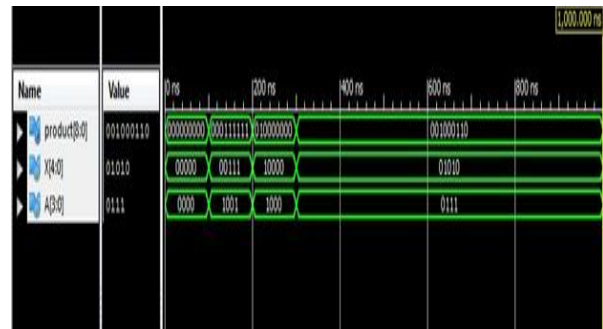 1,000.000 ns
Name Value 0 ns 200 ns 400 ns 600 ns 800 ns
product[8:0] 001000110 000000000 000111111 010000000 001000110
X[4:0] 01010 00000 00111 10000 01010
A[3:0] 0111 0000 1001 1000 0111